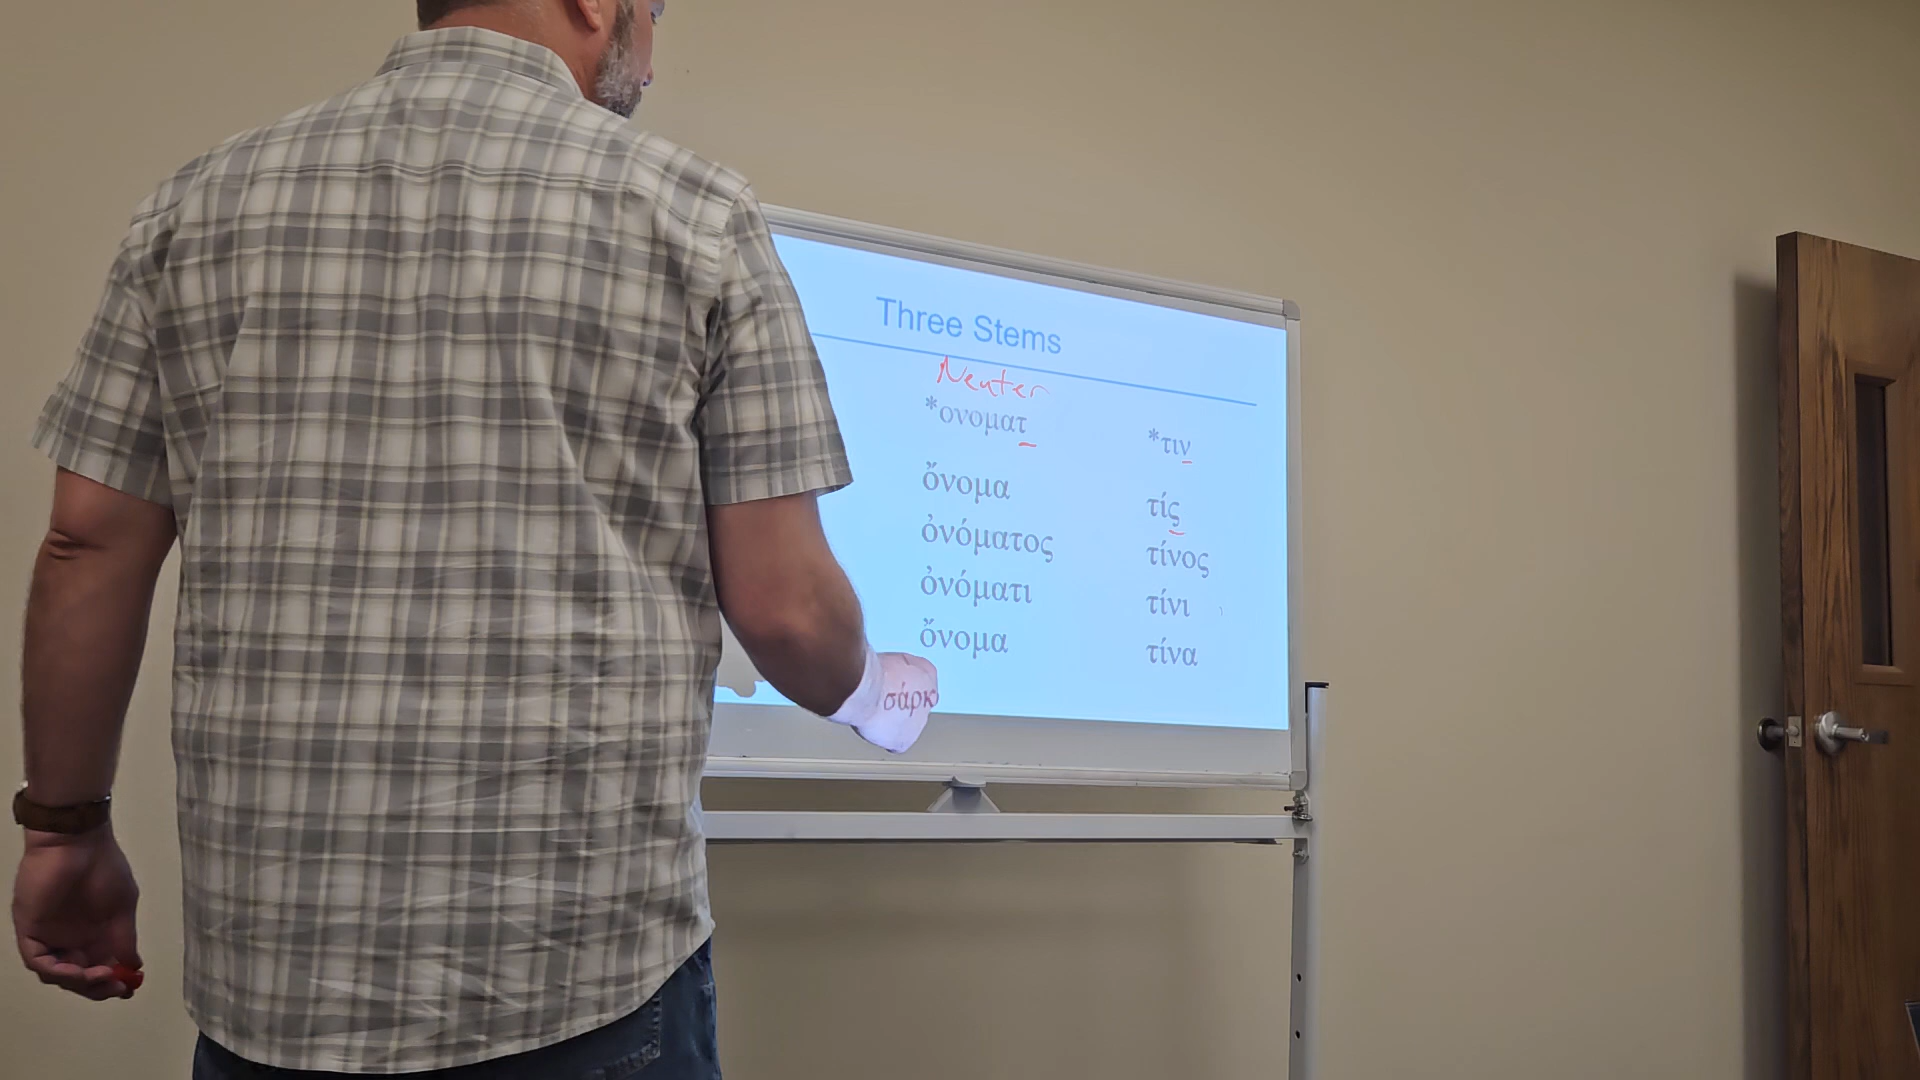 Three Stems
Neuter
*ονοματ *τιν
ὄνομα τίς
ὀνόματος τίνος
ὀνόματι τίνι
ὄνομα τίνα
σάρκ